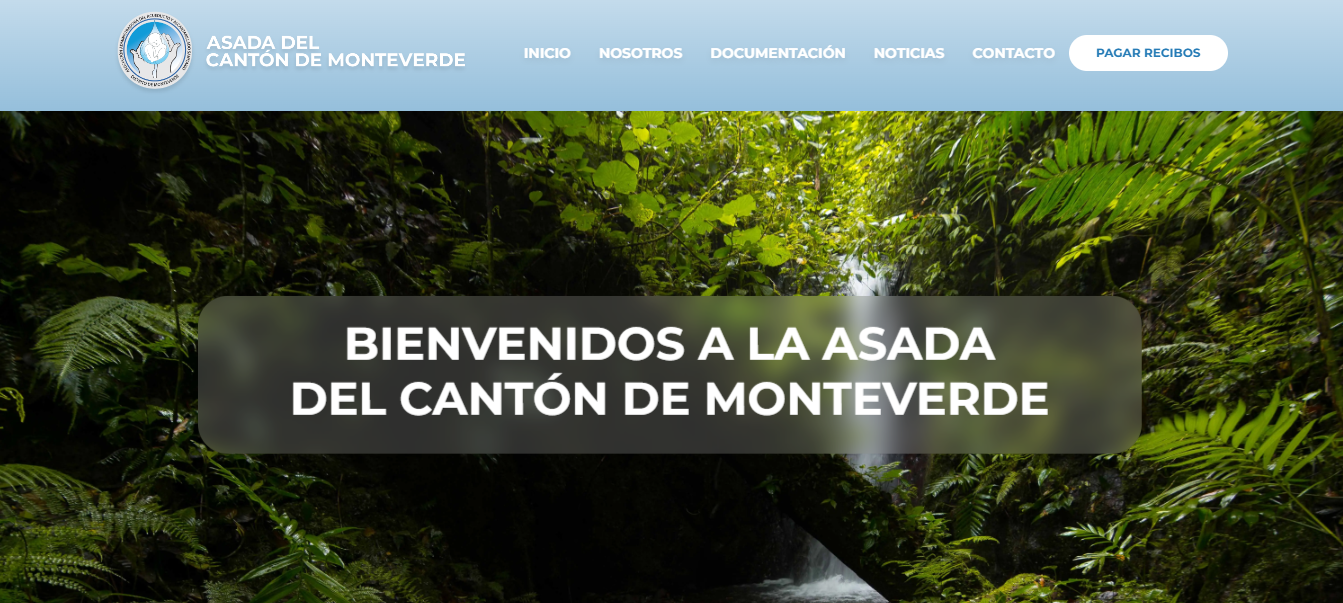 ASADA DEL
CANTÓN DE MONTEVERDE
INICIO
NOSOTROS
DOCUMENTACIÓN
NOTICIAS
CONTACTO
PAGAR RECIBOS
BIENVENIDOS A LA ASADA
DEL CANTÓN DE MONTEVERDE